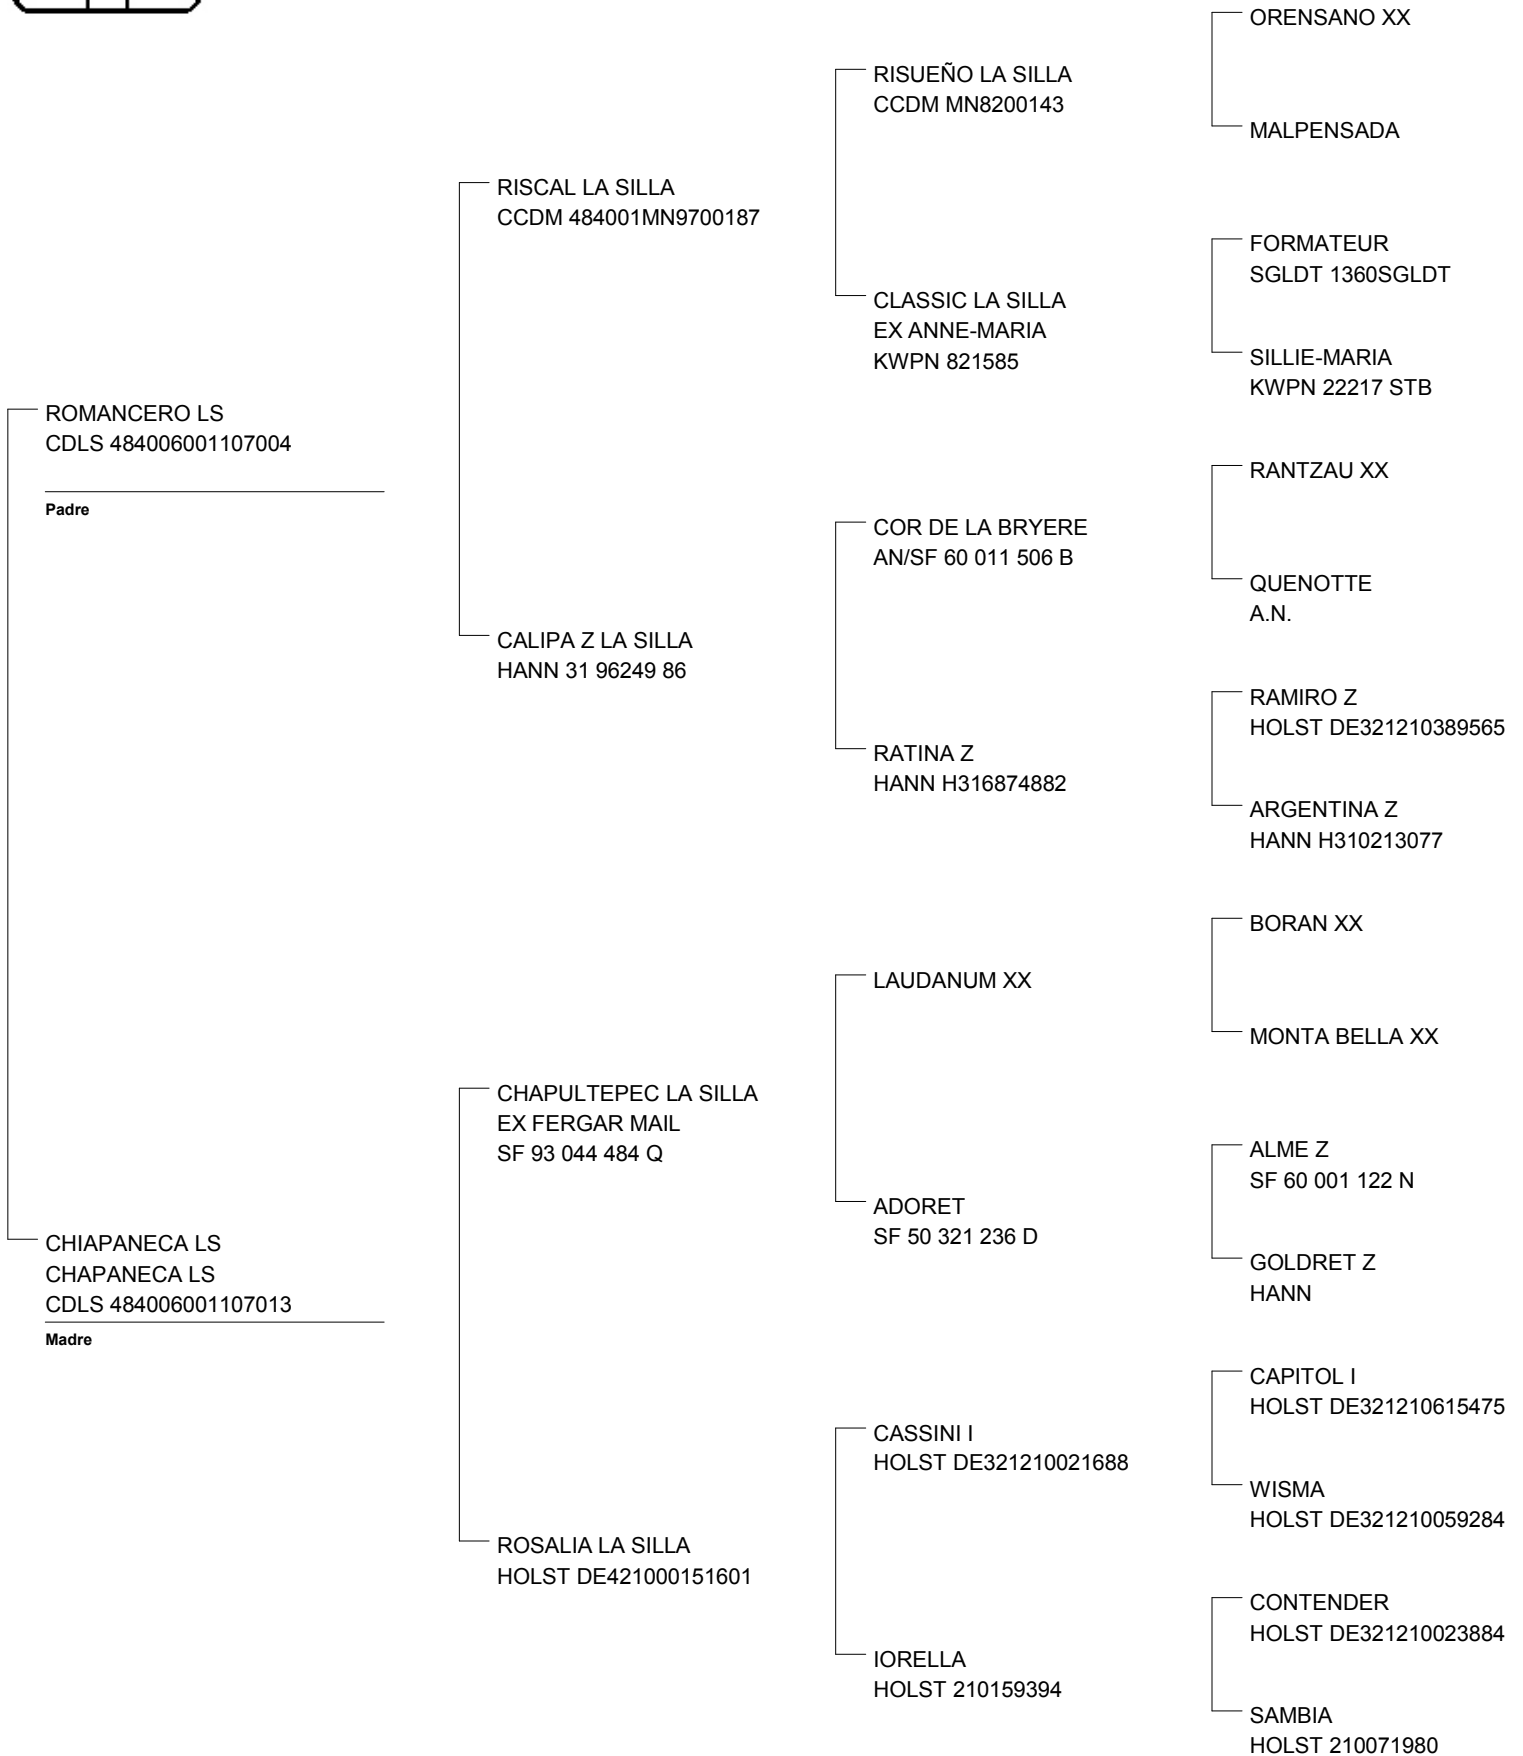 ORENSANO XX
RISUEÑO LA SILLA
CCDM MN8200143
MALPENSADA
RISCAL LA SILLA
CCDM 484001MN9700187
FORMATEUR
SGLDT 1360SGLDT
CLASSIC LA SILLA
EX ANNE-MARIA
KWPN 821585
SILLIE-MARIA
KWPN 22217 STB
ROMANCERO LS
CDLS 484006001107004
Padre
RANTZAU XX
COR DE LA BRYERE
AN/SF 60 011 506 B
QUENOTTE
A.N.
CALIPA Z LA SILLA
HANN 31 96249 86
RAMIRO Z
HOLST DE321210389565
RATINA Z
HANN H316874882
ARGENTINA Z
HANN H310213077
BORAN XX
LAUDANUM XX
MONTA BELLA XX
CHAPULTEPEC LA SILLA
EX FERGAR MAIL
SF 93 044 484 Q
ALME Z
SF 60 001 122 N
ADORET
SF 50 321 236 D
GOLDRET Z
HANN
CHIAPANECA LS
CHAPANECA LS
CDLS 484006001107013
Madre
CAPITOL I
HOLST DE321210615475
CASSINI I
HOLST DE321210021688
WISMA
HOLST DE321210059284
ROSALIA LA SILLA
HOLST DE421000151601
CONTENDER
HOLST DE321210023884
IORELLA
HOLST 210159394
SAMBIA
HOLST 210071980